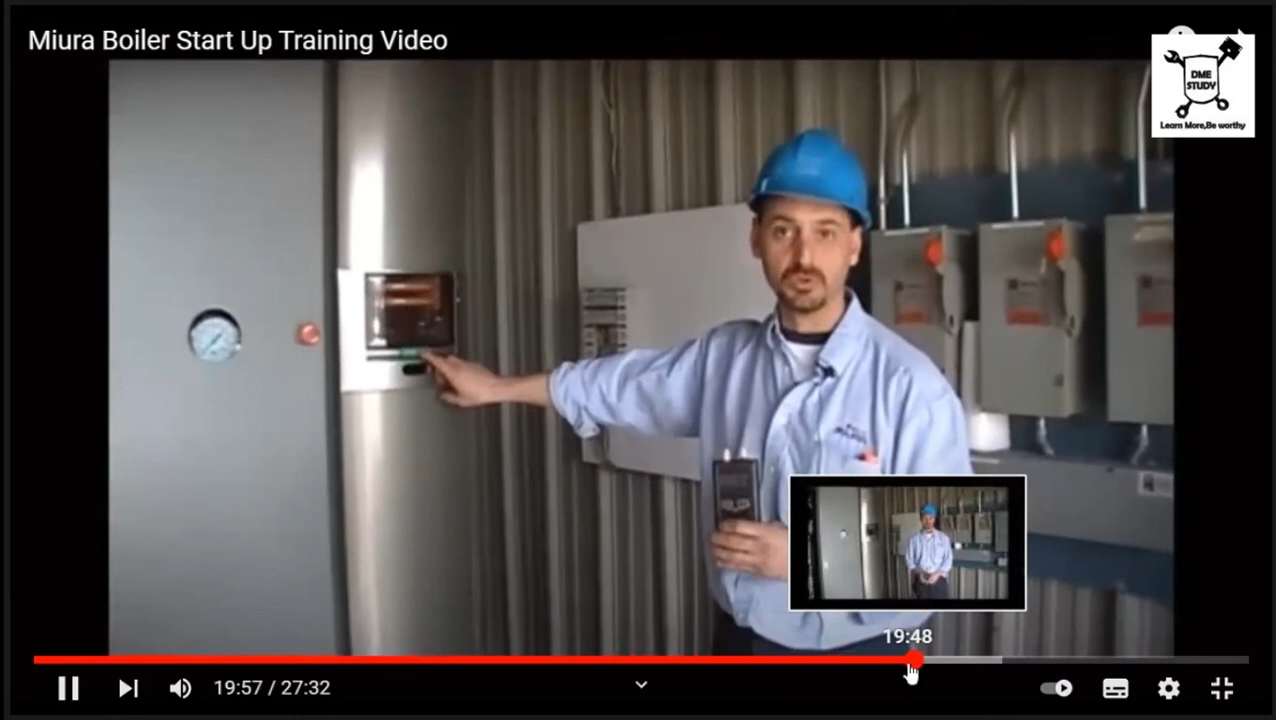 Miura Boiler Start Up Training Video
DME
STUDY
Learn More,Be worthy
19:48
19:57 / 27:32